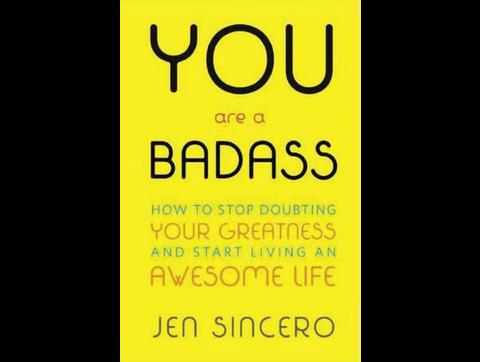 YOU
are a
BADASS
HOW TO STOP DOUBTING
YOUR GREATNESS
AND START LIVING AN
AWESOME LIFE
JEN SINCERO